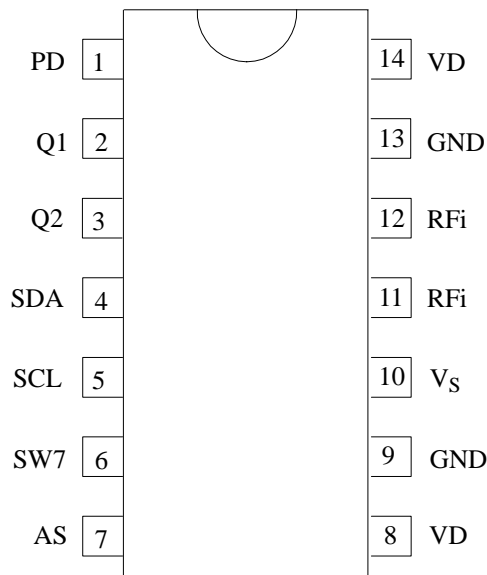 PD 1 14 VD
Q1 2 13 GND
Q2 3 12 RFi
SDA 4 11 RFi
SCL 5 10 VS
SW7 6 9 GND
AS 7 8 VD